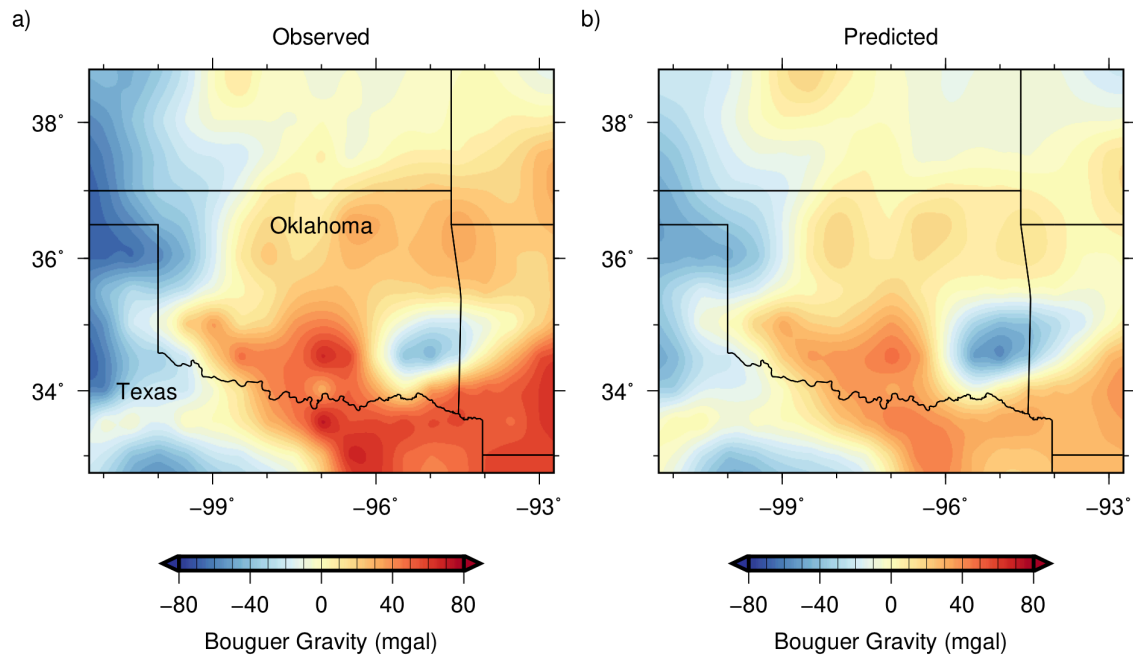 a)
Observed
38˚
36˚
34˚
Oklahoma
Texas
−99˚ −96˚ −93˚
−80 −40 0 40 80
Bouguer Gravity (mgal)
b)
Predicted
38˚
36˚
34˚
−99˚ −96˚ −93˚
−80 −40 0 40 80
Bouguer Gravity (mgal)